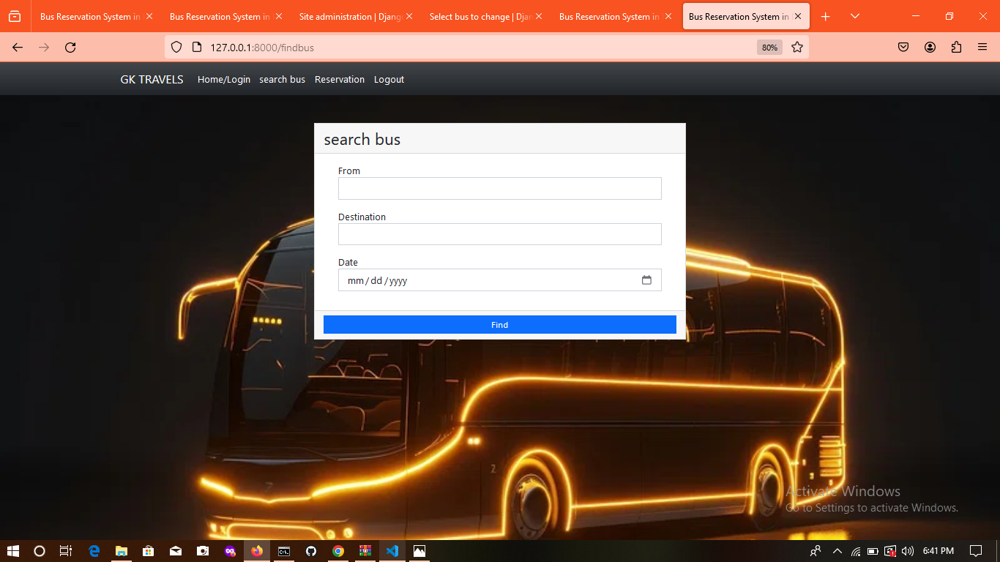 Bus Reservation System in
Bus Reservation System in
Site administration | Djang
Select bus to change | Djan
Bus Reservation System in
Bus Reservation System in
127.0.0.1:8000/findbus
80%
GK TRAVELS
Home/Login
search bus
Reservation
Logout
search bus
From
Destination
Date
mm/dd/yyyy
Find
2
Activate Windows
Go to Settings to activate Windows.
6:41 PM